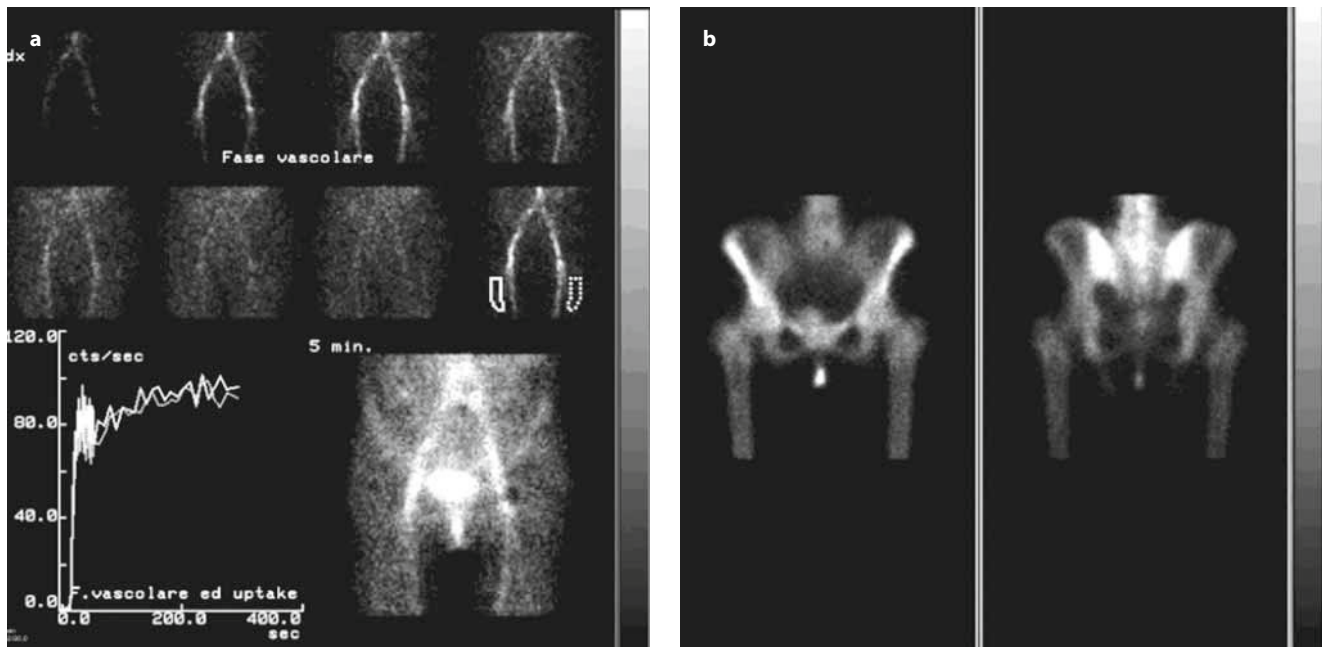 a
dx
Fase vascolare
120.0
cts/sec
5 min.
80.0
40.0
F.vascolare ed uptake
0.0
0.0 200.0 400.0
sec
b